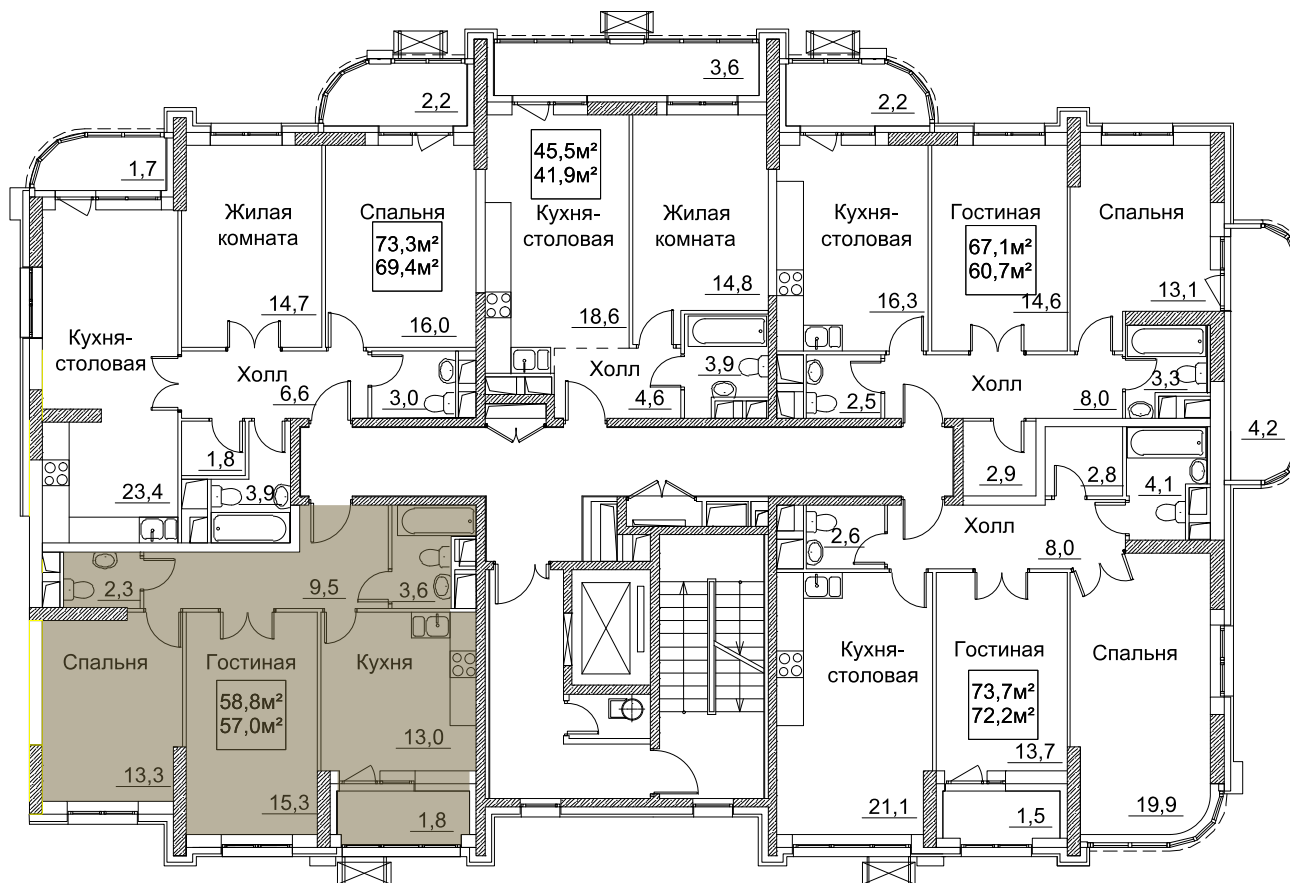 3,6
2,2
2,2
1,7
45,5м²
41,9м²
Жилая
комната
14,7
Спальня
73,3м²
69,4м²
16,0
Кухня-
столовая
18,6
Жилая
комната
14,8
Кухня-
столовая
16,3
Гостиная
67,1м²
60,7м²
14,6
Спальня
13,1
Кухня-
столовая
23,4
Холл
6,6
3,0
Холл
4,6
3,9
2,5
Холл
8,0
3,3
4,2
1,8
3,9
2,9
2,8
4,1
2,6
Холл
8,0
2,3
9,5
3,6
Спальня
13,3
Гостиная
58,8м²
57,0м²
15,3
Кухня
13,0
1,8
Кухня-
столовая
21,1
Гостиная
73,7м²
72,2м²
13,7
1,5
Спальня
19,9